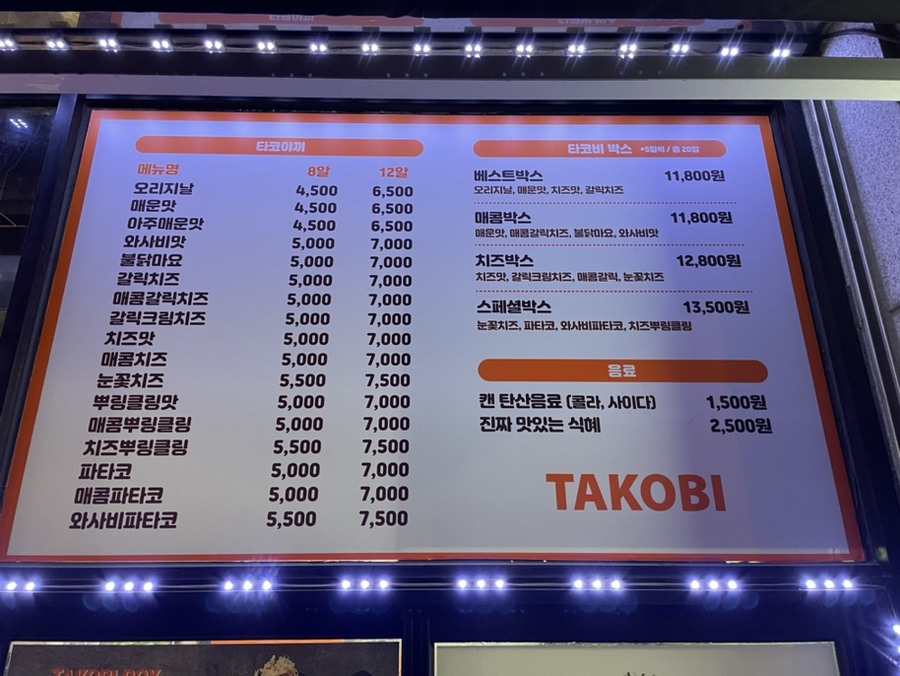 타코야끼
메뉴명 8알 12알
오리지날 4,500 6,500
매운맛 4,500 6,500
아주매운맛 4,500 6,500
와사비맛 5,000 7,000
불닭마요 5,000 7,000
갈릭치즈 5,000 7,000
매콤갈릭치즈 5,000 7,000
갈릭크림치즈 5,000 7,000
치즈맛 5,000 7,000
매콤치즈 5,000 7,000
눈꽃치즈 5,500 7,500
뿌링클링맛 5,000 7,000
매콤뿌링클링 5,000 7,000
치즈뿌링클링 5,500 7,500
파타코 5,000 7,000
매콤파타코 5,000 7,000
와사비파타코 5,500 7,500
타코비 박스 *5알씩 / 총 20알
베스트박스 11,800원
오리지날, 매운맛, 치즈맛, 갈릭치즈
매콤박스 11,800원
매운맛, 매콤갈릭치즈, 불닭마요, 와사비맛
치즈박스 12,800원
치즈맛, 갈릭크림치즈, 매콤갈릭, 눈꽃치즈
스페셜박스 13,500원
눈꽃치즈, 파타코, 와사비파타코, 치즈뿌링클링
음료
캔 탄산음료 (콜라, 사이다) 1,500원
진짜 맛있는 식혜 2,500원
TAKOBI
TAKOBI BOX